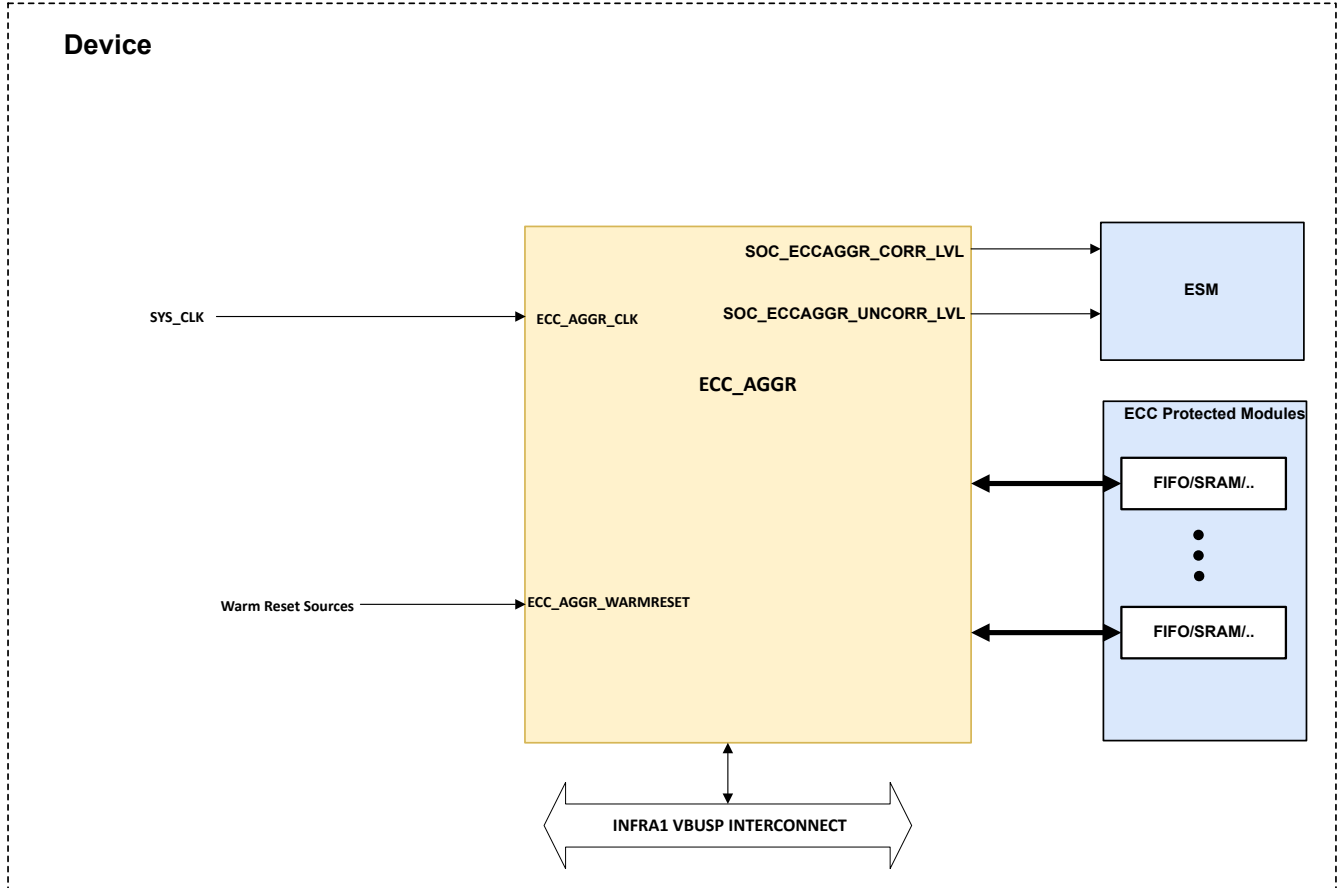 Device
SOC_ECCAGGR_CORR_LVL
ESM
SYS_CLK
ECC_AGGR_CLK
SOC_ECCAGGR_UNCORR_LVL
ECC_AGGR
ECC Protected Modules
FIFO/SRAM/..
Warm Reset Sources
ECC_AGGR_WARMRESET
FIFO/SRAM/..
INFRA1 VBUSP INTERCONNECT